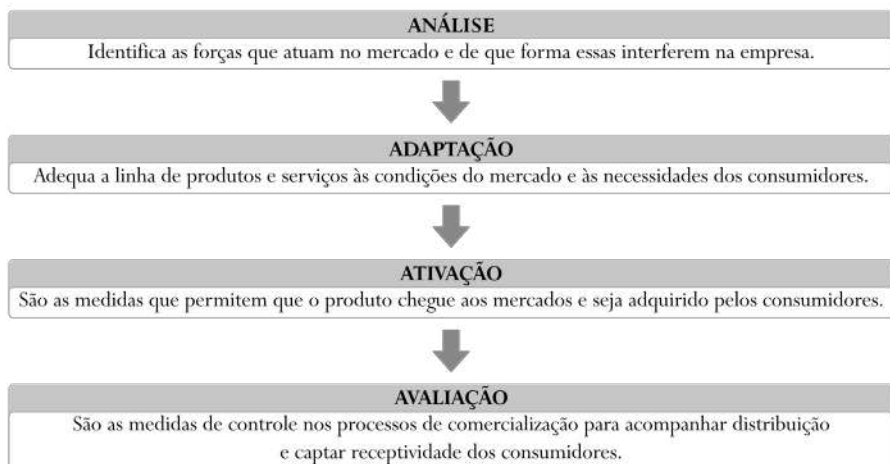 ANÁLISE
Identifica as forças que atuam no mercado e de que forma essas interferem na empresa.
ADAPTAÇÃO
Adequa a linha de produtos e serviços às condições do mercado e às necessidades dos consumidores.
ATIVAÇÃO
São as medidas que permitem que o produto chegue aos mercados e seja adquirido pelos consumidores.
AVALIAÇÃO
São as medidas de controle nos processos de comercialização para acompanhar distribuição
e captar receptividade dos consumidores.